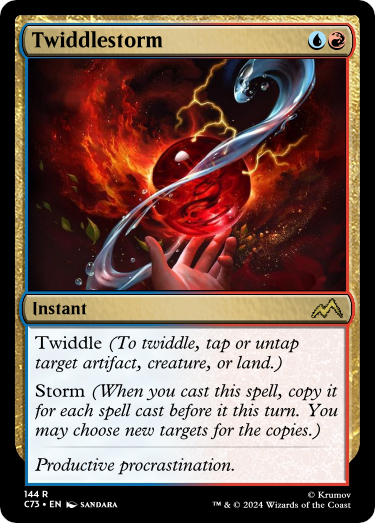 Twiddlestorm
Instant
Twiddle (To twiddle, tap or untap
target artifact, creature, or land.)
Storm (When you cast this spell, copy it
for each spell cast before it this turn. You
may choose new targets for the copies.)
Productive procrastination.
144 R
© Krumov
C73 • EN SANDARA
™ & © 2024 Wizards of the Coast